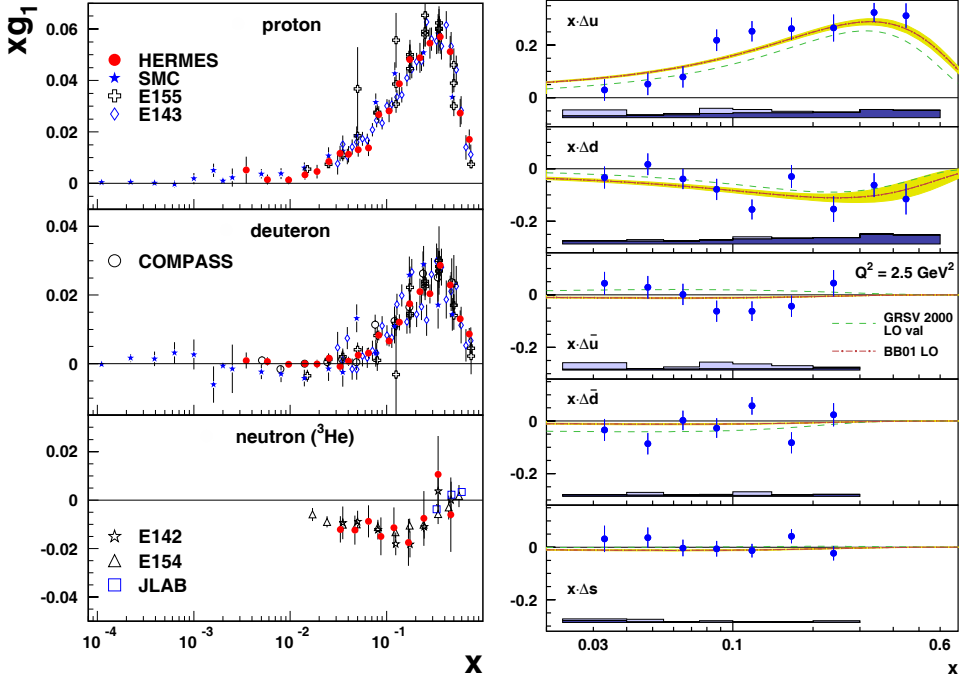 xg1
proton
HERMES
SMC
E155
E143
0.06
0.04
0.02
0
deuteron
COMPASS
0.04
0.02
0
neutron (³He)
E142
E154
JLAB
0.02
0
-0.02
-0.04
10⁻⁴
10⁻³
10⁻²
10⁻¹
x
x·Δu
0.2
0
x·Δd
0
-0.2
Q² = 2.5 GeV²
GRSV 2000
LO val
BB01 LO
x·Δū
0
-0.2
x·Δd̄
0
-0.2
x·Δs
0
-0.2
0.03
0.1
0.6
x